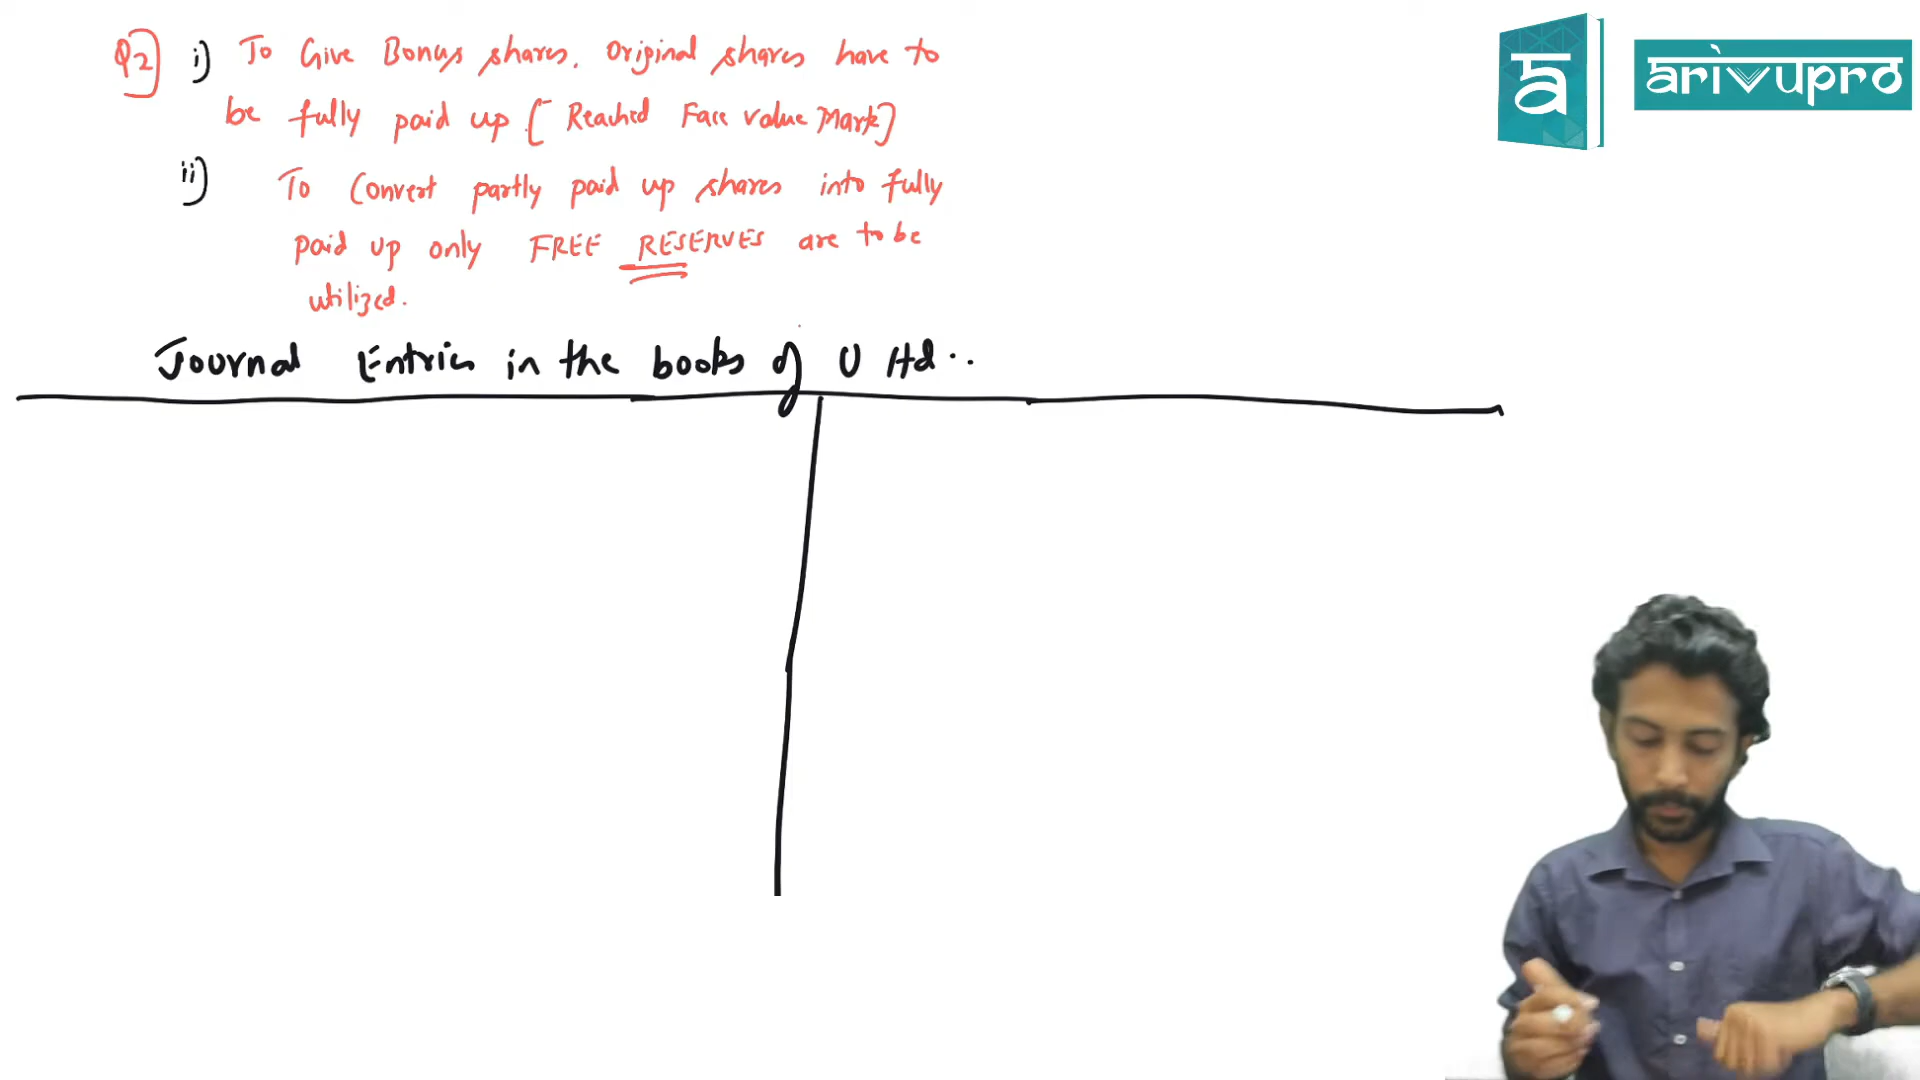 Q2] i) To Give Bonus shares. Original shares have to
be fully paid up. [ Reached Face value Mark]
ii) To Convert partly paid up shares into fully
paid up only FREE RESERVES are to be
utilized.
Journal Entries in the books of U ltd..
arivupro